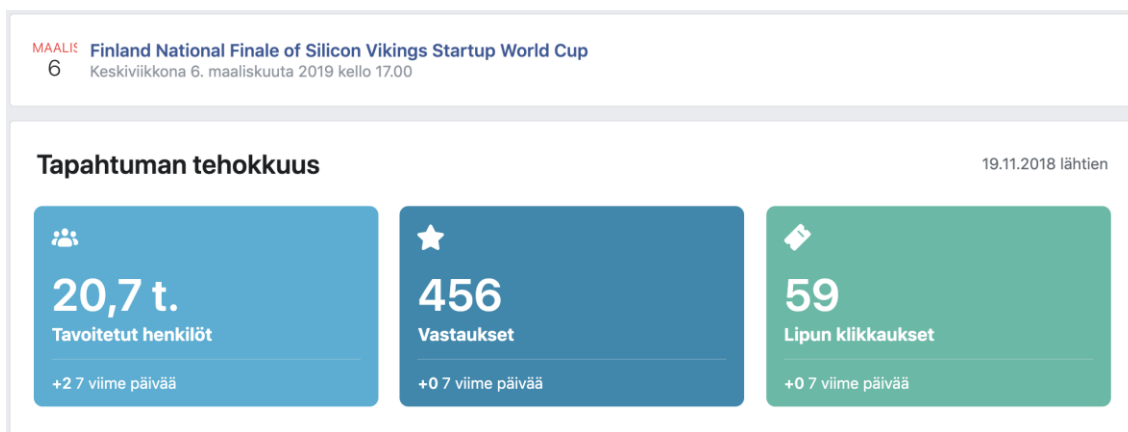 MAALIS
6
Finland National Finale of Silicon Vikings Startup World Cup
Keskiviikkona 6. maaliskuuta 2019 kello 17.00
Tapahtuman tehokkuus
19.11.2018 lähtien
20,7 t.
Tavoitetut henkilöt
+2 7 viime päivää
456
Vastaukset
+0 7 viime päivää
59
Lipun klikkaukset
+0 7 viime päivää